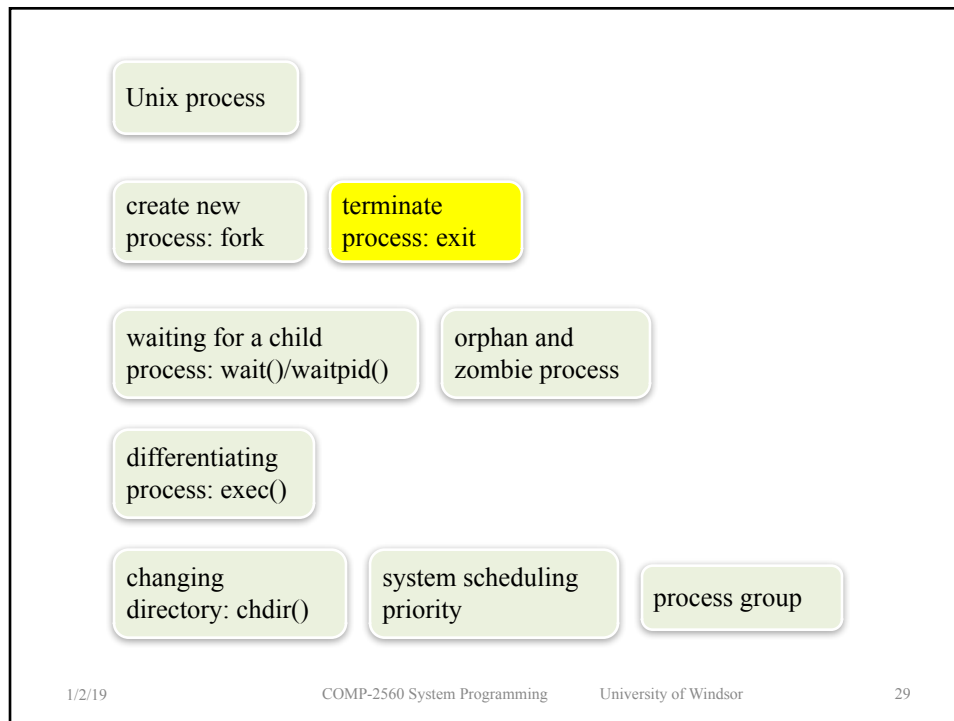 Unix process
create new
process: fork
terminate
process: exit
waiting for a child
process: wait()/waitpid()
orphan and
zombie process
differentiating
process: exec()
changing
directory: chdir()
system scheduling
priority
process group
1/2/19 COMP-2560 System Programming University of Windsor 29